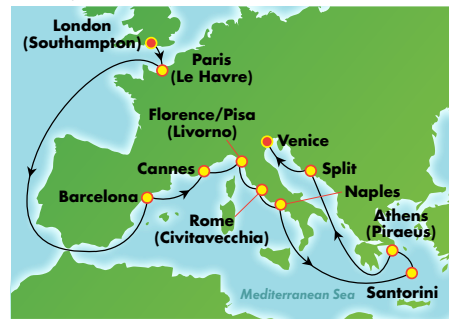 London
(Southampton)
Paris
(Le Havre)
Florence/Pisa
(Livorno)
Venice
Cannes
Split
Barcelona
Naples
Rome
(Civitavecchia)
Athens
(Piraeus)
Mediterranean Sea
Santorini